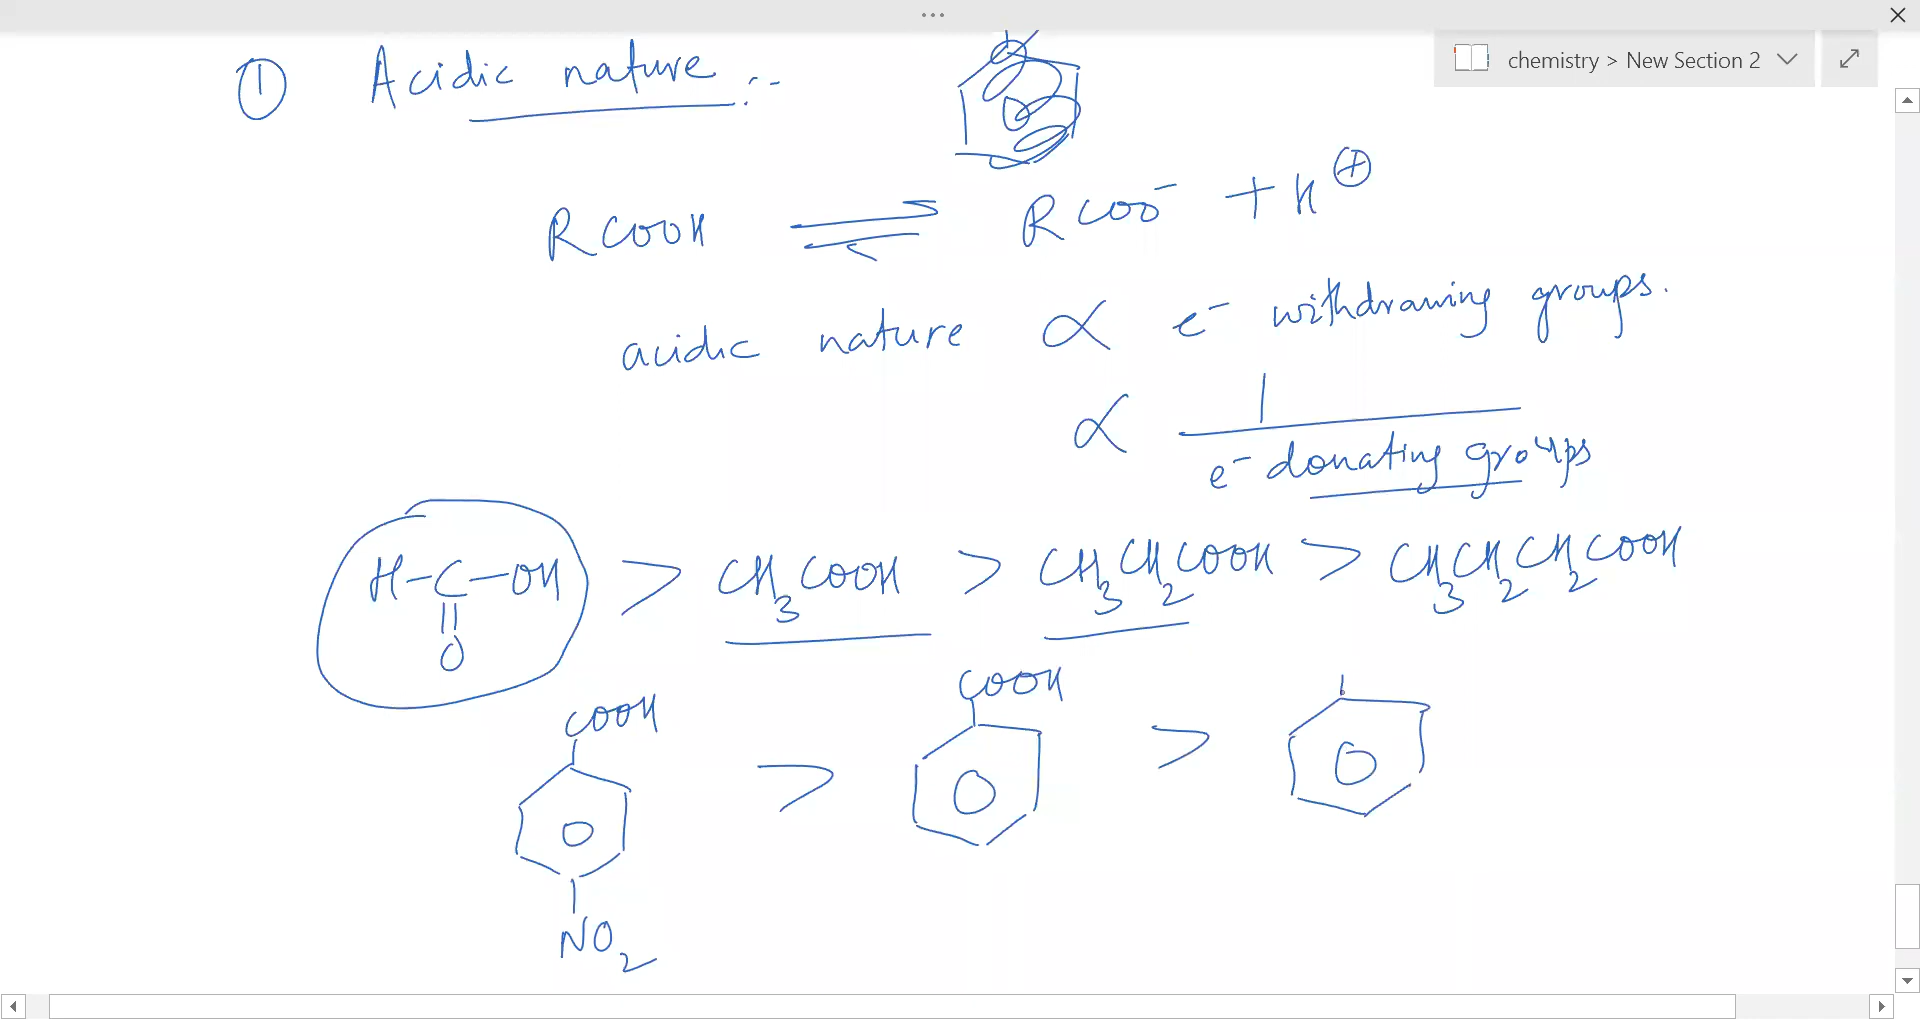 chemistry > New Section 2
① Acidic nature :-
RCOOH ⇌ RCOO⁻ + H⊕
acidic nature ∝ e⁻ withdrawing groups.
∝ 1
e⁻ donating groups
H-C-OH > CH₃COOH > CH₃CH₂COOH > CH₃CH₂CH₂COOH
O
COOH COOH
> >
NO₂